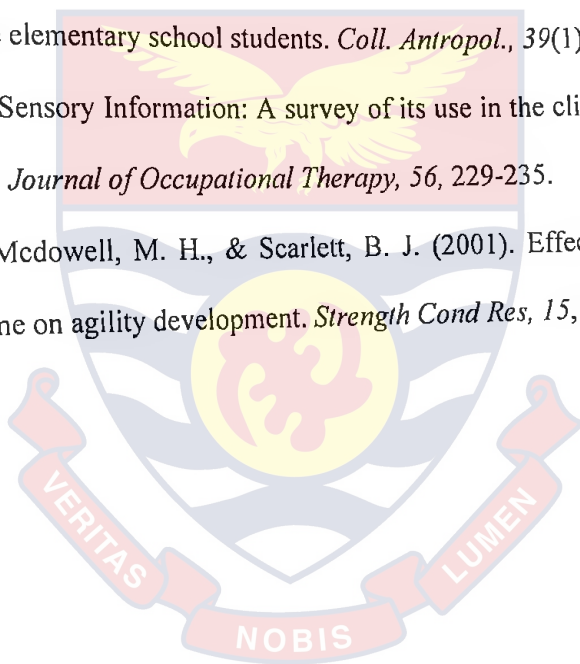 e elementary school students. Coll. Antropol., 39(1)
Sensory Information: A survey of its use in the cli
Journal of Occupational Therapy, 56, 229-235.
Mcdowell, M. H., & Scarlett, B. J. (2001). Effec
ne on agility development. Strength Cond Res, 15,
VERITAS
NOBIS
LUMEN